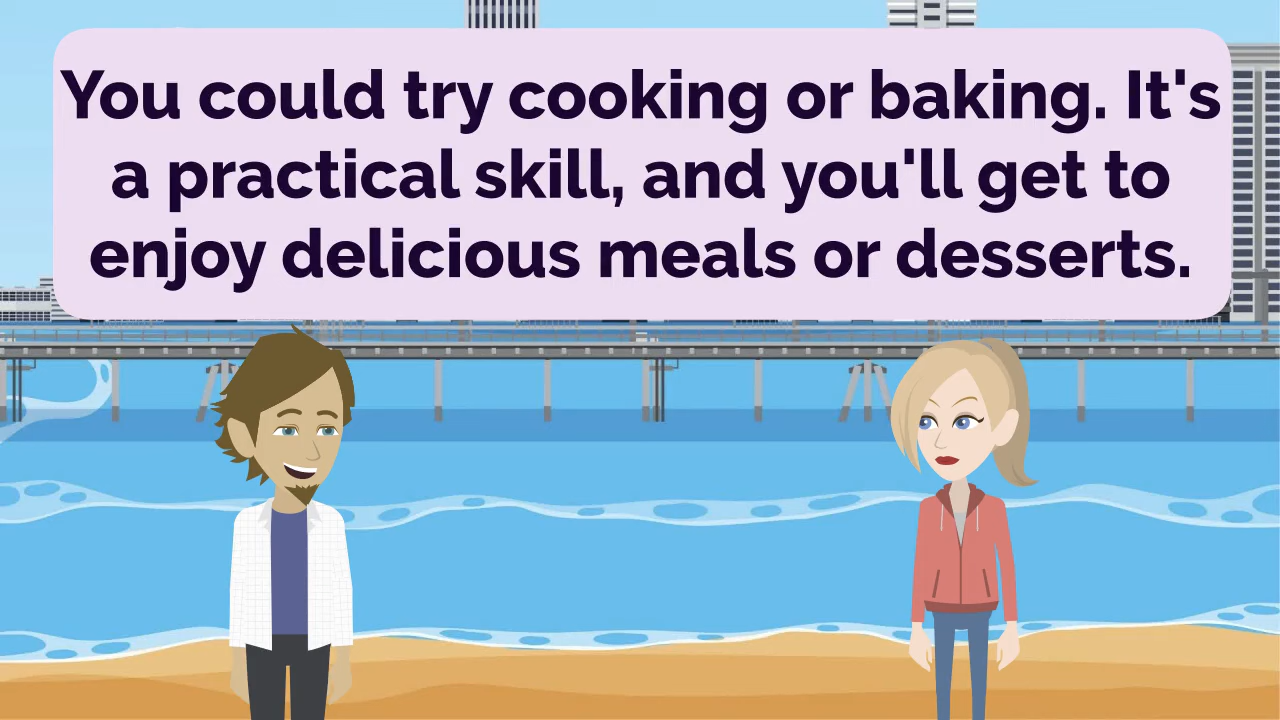 You could try cooking or baking. It's
a practical skill, and you'll get to
enjoy delicious meals or desserts.